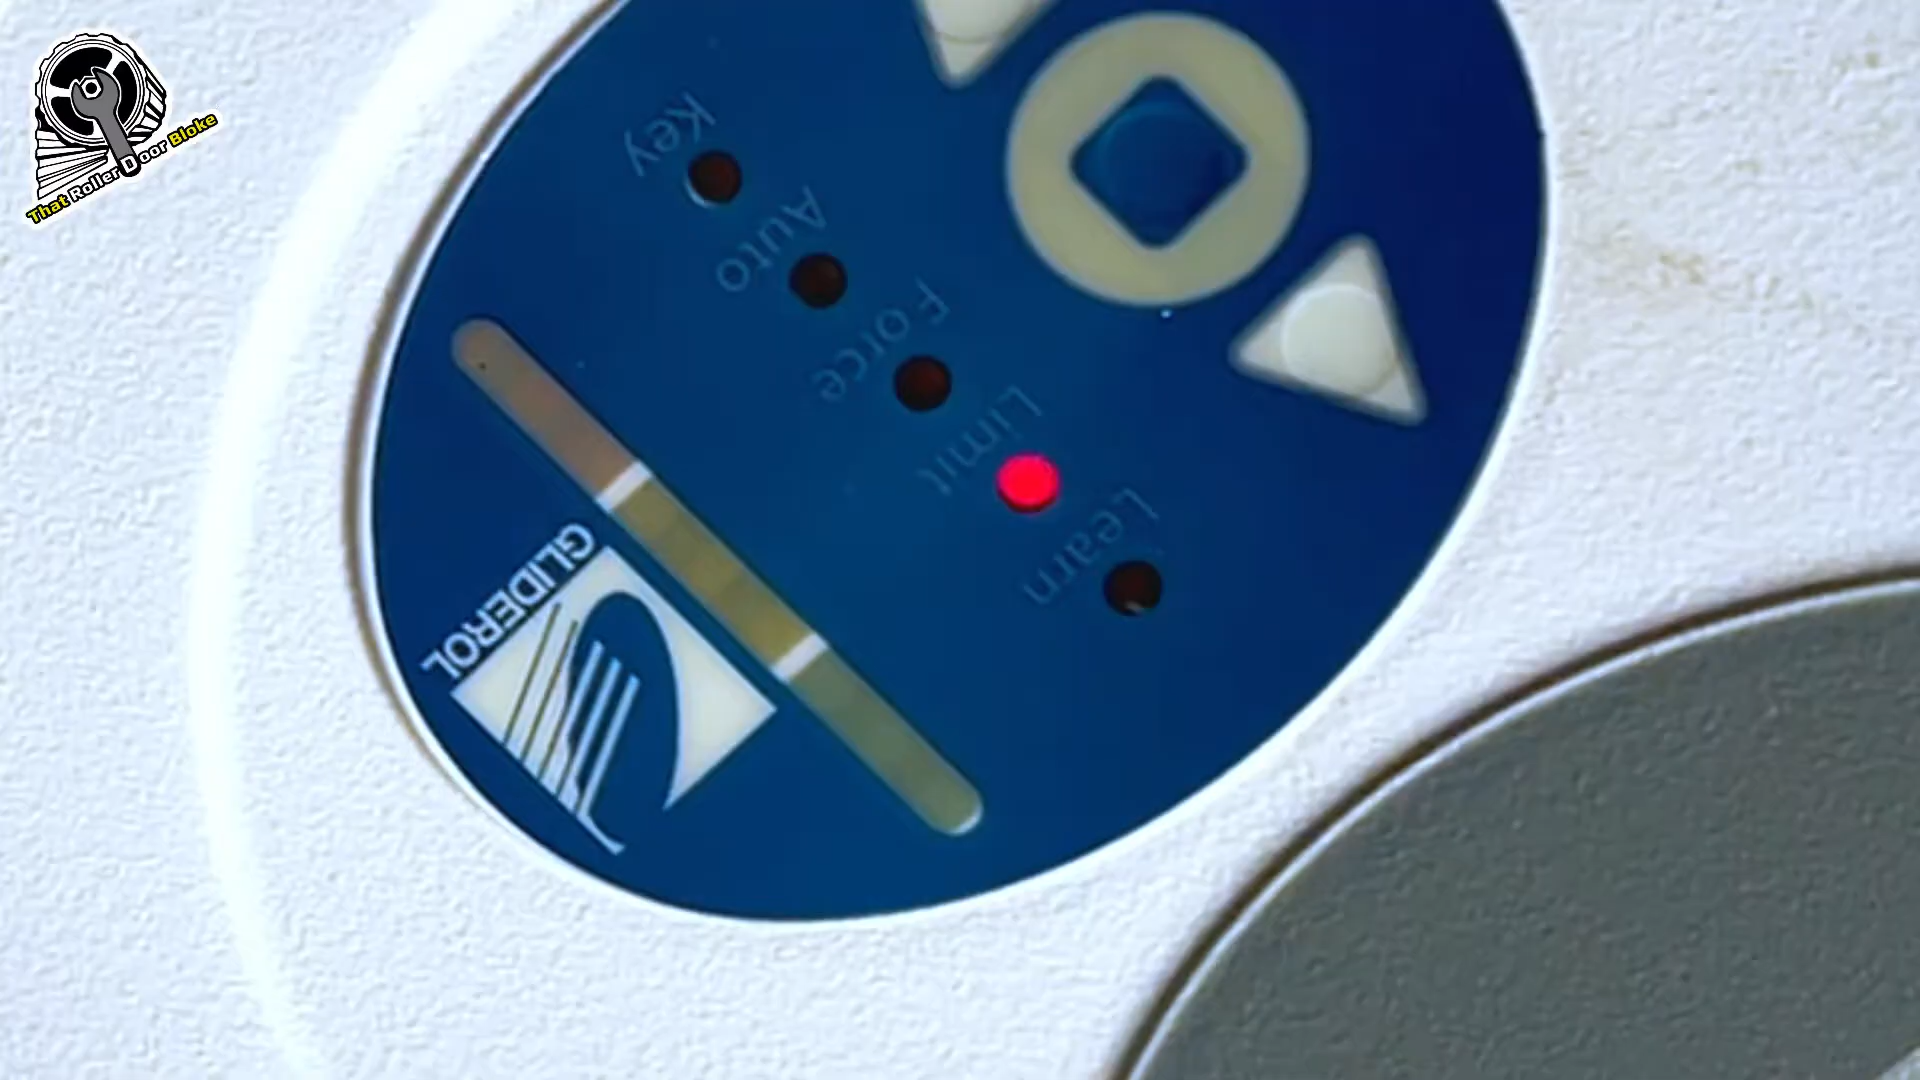 That Roller Door Bloke
Key
Auto
Force
Limit
Learn
GLIDEROL